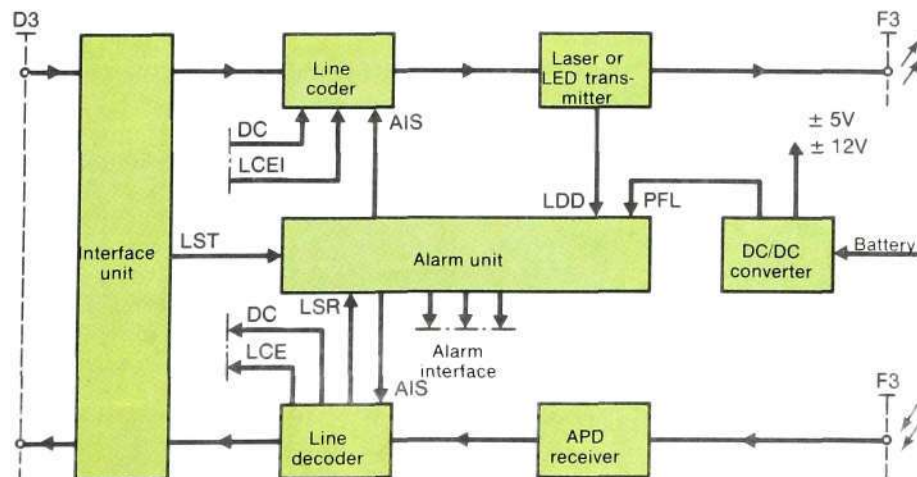 D3
F3
Line
coder
Laser or
LED trans-
mitter
AIS
DC
LCEI
± 5V
± 12V
LDD
PFL
Interface
unit
LST
Alarm unit
DC/DC
converter
Battery
LSR
DC
LCE
AIS
Alarm
interface
F3
Line
decoder
APD
receiver